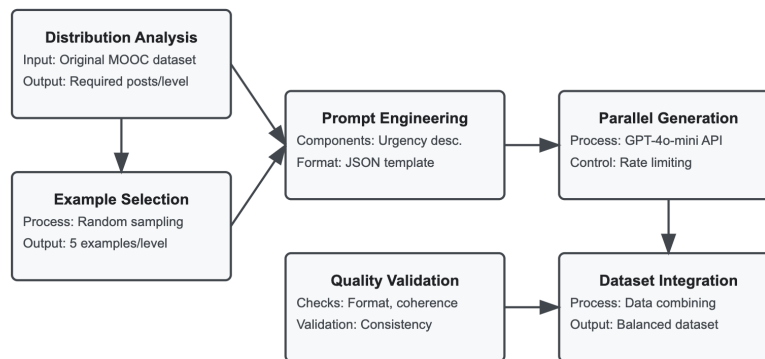 Distribution Analysis
Input: Original MOOC dataset
Output: Required posts/level
Example Selection
Process: Random sampling
Output: 5 examples/level
Prompt Engineering
Components: Urgency desc.
Format: JSON template
Parallel Generation
Process: GPT-4o-mini API
Control: Rate limiting
Quality Validation
Checks: Format, coherence
Validation: Consistency
Dataset Integration
Process: Data combining
Output: Balanced dataset